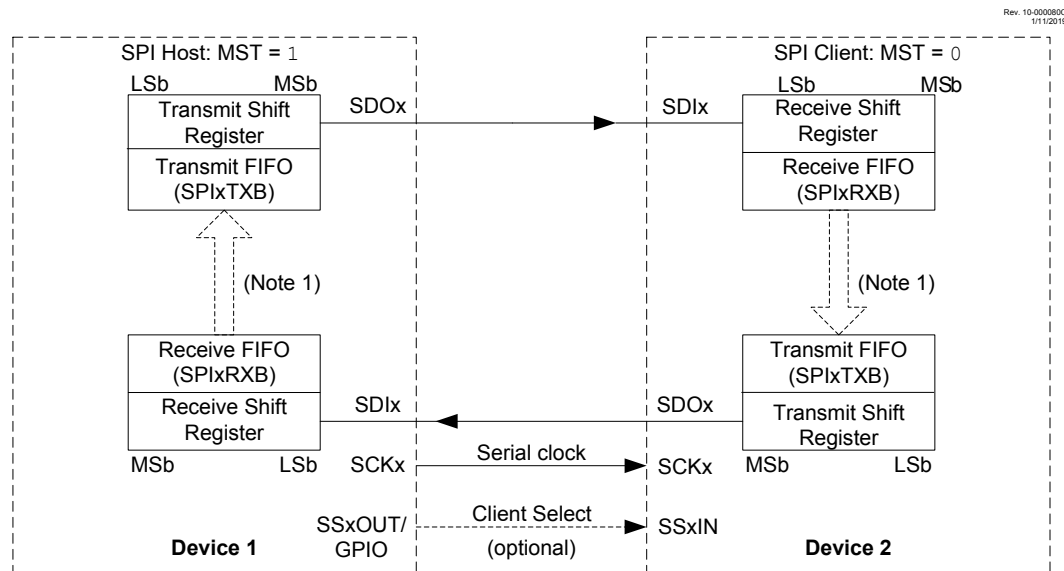 Rev. 10-000080C
1/11/2019
SPI Host: MST = 1
LSb MSb
Transmit Shift
Register
Transmit FIFO
(SPIxTXB)
(Note 1)
Receive FIFO
(SPIxRXB)
Receive Shift
Register
MSb LSb
SDOx
SDIx
SCKx
SSxOUT/
GPIO
Device 1
Serial clock
Client Select
(optional)
SPI Client: MST = 0
LSb MSb
SDIx
Receive Shift
Register
Receive FIFO
(SPIxRXB)
(Note 1)
Transmit FIFO
(SPIxTXB)
Transmit Shift
Register
SDOx
MSb LSb
SCKx
SSxIN
Device 2